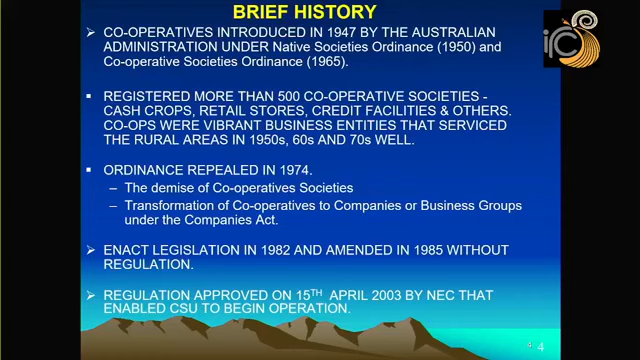 BRIEF HISTORY
➢ CO-OPERATIVES INTRODUCED IN 1947 BY THE AUSTRALIAN
ADMINISTRATION UNDER Native Societies Ordinance (1950) and
Co-operative Societies Ordinance (1965).
▪ REGISTERED MORE THAN 500 CO-OPERATIVE SOCIETIES -
CASH CROPS, RETAIL STORES, CREDIT FACILITIES & OTHERS.
CO-OPS WERE VIBRANT BUSINESS ENTITIES THAT SERVICED
THE RURAL AREAS IN 1950s, 60s AND 70s WELL.
▪ ORDINANCE REPEALED IN 1974.
– The demise of Co-operatives Societies
– Transformation of Co-operatives to Companies or Business Groups
under the Companies Act.
➢ ENACT LEGISLATION IN 1982 AND AMENDED IN 1985 WITHOUT
REGULATION.
➢ REGULATION APPROVED ON 15TH APRIL 2003 BY NEC THAT
ENABLED CSU TO BEGIN OPERATION.
4 4